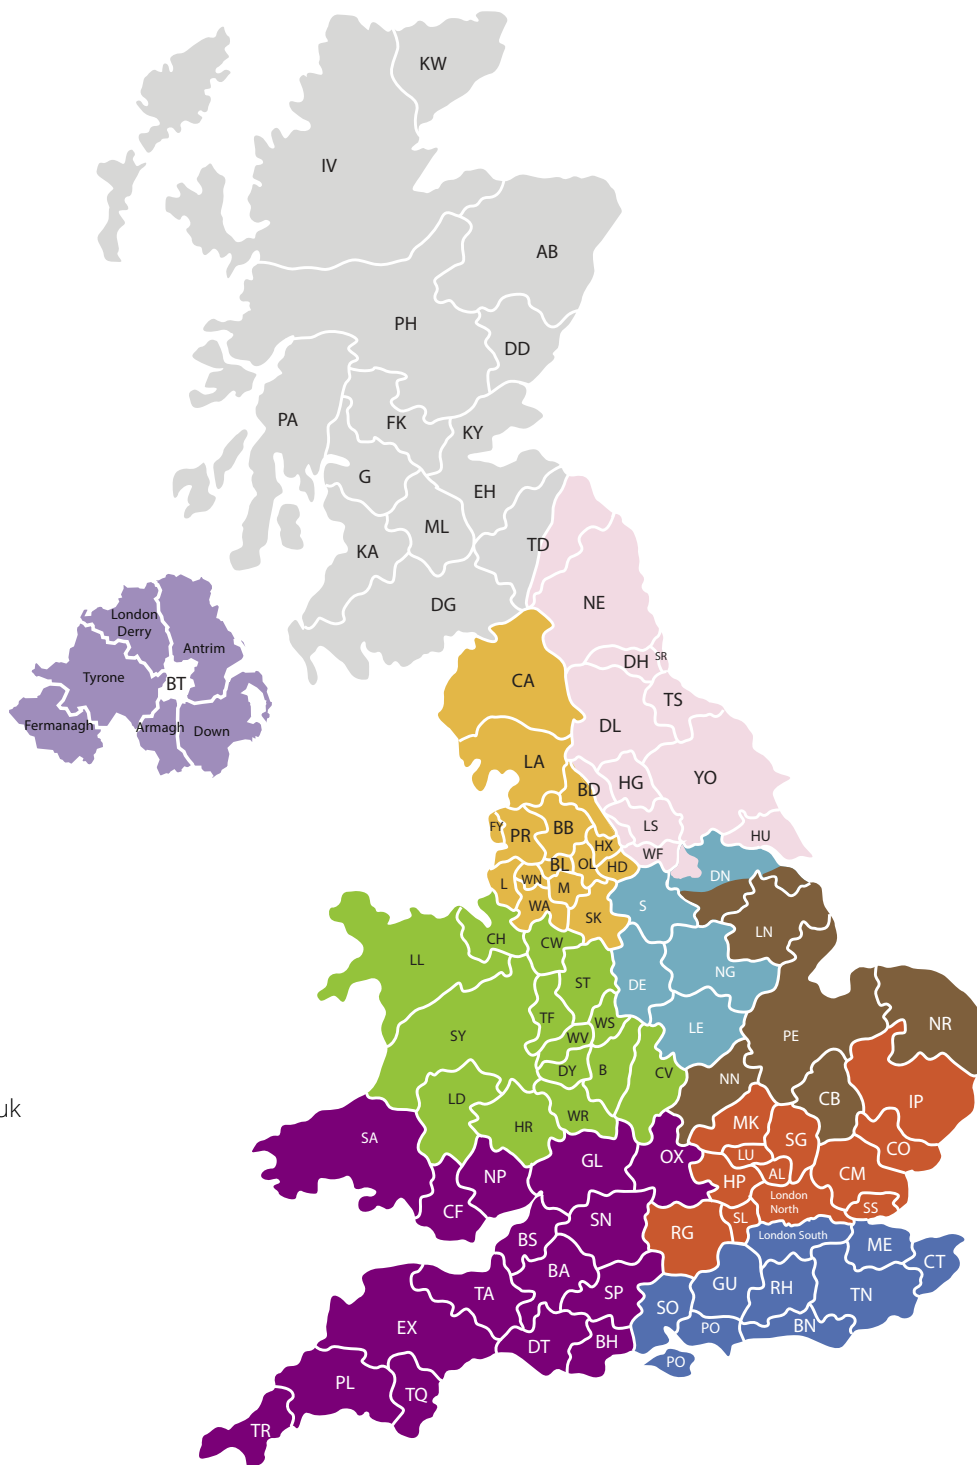 KW
IV
AB
PH
DD
PA
FK
KY
G
EH
ML
TD
KA
DG
NE
London
Derry
Antrim
Tyrone
BT
Fermanagh
Armagh
Down
DH
SR
CA
TS
DL
LA
HG
YO
BD
LS
FY
PR
BB
HU
HX
WF
BL
OL
HD
DN
L
WN
M
WA
S
SK
LN
CH
CW
LL
NG
ST
DE
TF
WS
NR
LE
SY
WV
PE
DY
B
CV
NN
LD
CB
IP
uk
WR
HR
MK
SG
SA
CO
LU
OX
GL
AL
CM
NP
HP
London
North
SS
CF
SL
SN
RG
London South
BS
ME
CT
BA
GU
RH
TA
SP
TN
SO
EX
PO
BN
DT
BH
PO
PL
TQ
TR